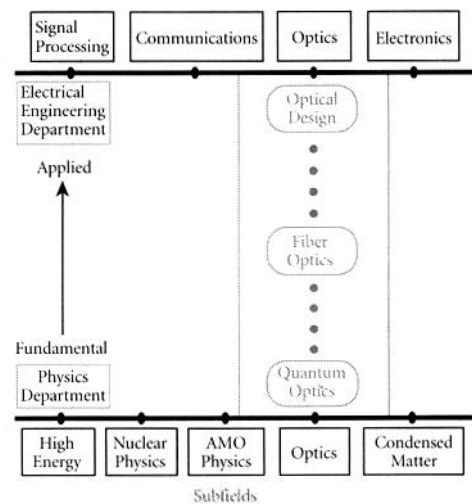 Signal
Processing
Communications
Optics
Electronics
Electrical
Engineering
Department
Optical
Design
Applied
Fiber
Optics
Fundamental
Physics
Department
Quantum
Optics
High
Energy
Nuclear
Physics
AMO
Physics
Optics
Condensed
Matter
Subfields